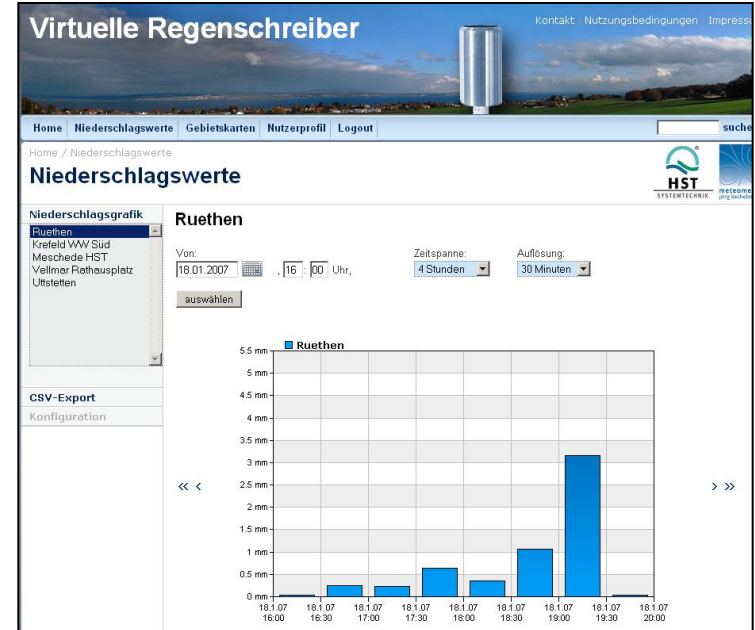 Virtuelle Regenschreiber
Kontakt | Nutzungsbedingungen | Impressu
Home | Niederschlagswerte | Gebietskarten | Nutzerprofil | Logout
suche
Home / Niederschlagswerte
Niederschlagswerte
HST
SYSTEMTECHNIK
meteome
Niederschlagsgrafik
Ruethen
Krefeld WW Süd
Meschede HST
Vellmar Rathausplatz
Uttstetten
CSV-Export
Konfiguration
Ruethen
Von: Zeitspanne: Auflösung:
18.01.2007 , 16 : 00 Uhr, 4 Stunden 30 Minuten
auswählen
Ruethen
5.5 mm
5 mm
4.5 mm
4 mm
3.5 mm
3 mm
2.5 mm
2 mm
1.5 mm
1 mm
0.5 mm
0 mm
« ‹ › »
18.1.07 18.1.07 18.1.07 18.1.07 18.1.07 18.1.07 18.1.07 18.1.07 18.1.07
16:00 16:30 17:00 17:30 18:00 18:30 19:00 19:30 20:00